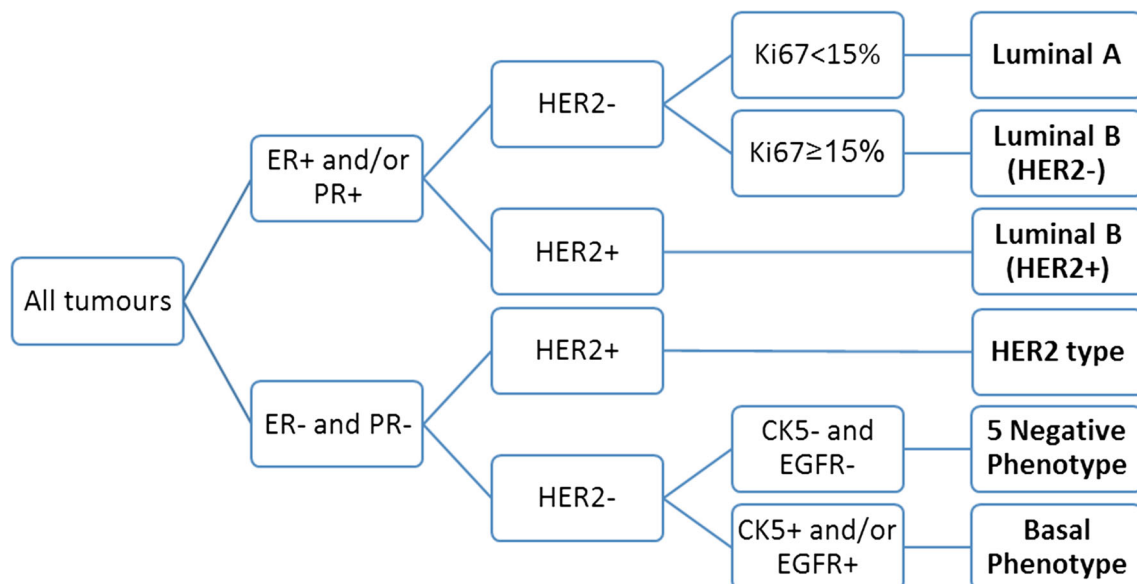 All tumours
ER+ and/or
PR+
ER- and PR-
HER2-
HER2+
HER2+
HER2-
Ki67<15%
Ki67≥15%
CK5- and
EGFR-
CK5+ and/or
EGFR+
Luminal A
Luminal B
(HER2-)
Luminal B
(HER2+)
HER2 type
5 Negative
Phenotype
Basal
Phenotype